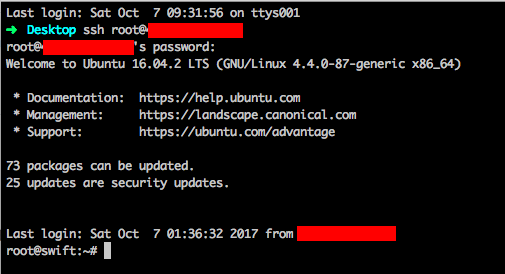 Last login: Sat Oct  7 09:31:56 on ttys001
➜  Desktop ssh root@
root@                's password:
Welcome to Ubuntu 16.04.2 LTS (GNU/Linux 4.4.0-87-generic x86_64)
 * Documentation:  https://help.ubuntu.com
 * Management:     https://landscape.canonical.com
 * Support:        https://ubuntu.com/advantage
73 packages can be updated.
25 updates are security updates.
Last login: Sat Oct  7 01:36:32 2017 from
root@swift:~#